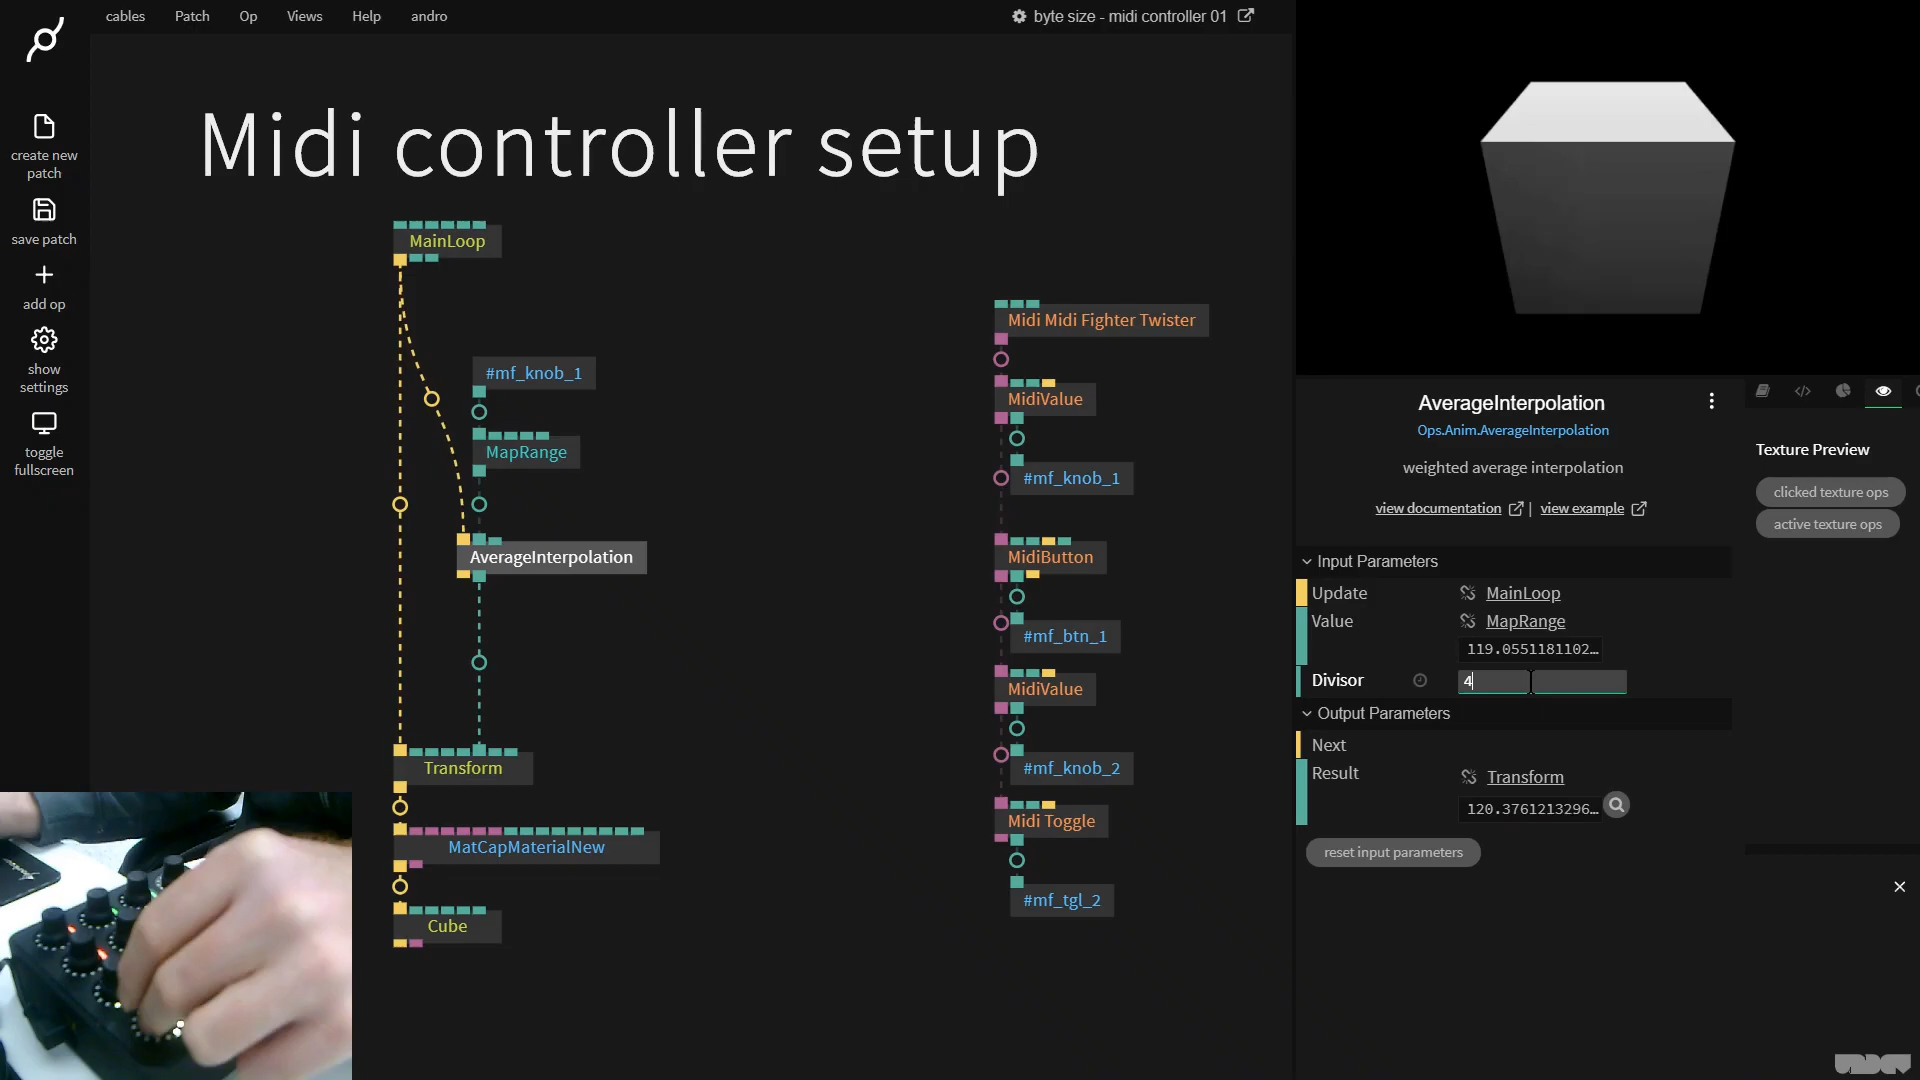 cables Patch Op Views Help andro
byte size - midi controller 01
create new
patch
save patch
add op
show
settings
toggle
fullscreen
Midi controller setup
MainLoop
#mf_knob_1
MapRange
AverageInterpolation
Transform
MatCapMaterialNew
Cube
Midi Midi Fighter Twister
MidiValue
#mf_knob_1
MidiButton
#mf_btn_1
MidiValue
#mf_knob_2
Midi Toggle
#mf_tgl_2
AverageInterpolation
Ops.Anim.AverageInterpolation
weighted average interpolation
view documentation | view example
Input Parameters
Update MainLoop
Value MapRange
119.0551181102…
Divisor 4
Output Parameters
Next
Result Transform
120.3761213296…
reset input parameters
Texture Preview
clicked texture ops
active texture ops